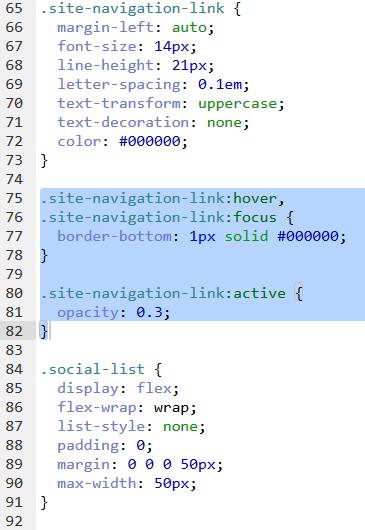 65 .site-navigation-link {
66   margin-left: auto;
67   font-size: 14px;
68   line-height: 21px;
69   letter-spacing: 0.1em;
70   text-transform: uppercase;
71   text-decoration: none;
72   color: #000000;
73 }
74
75 .site-navigation-link:hover,
76 .site-navigation-link:focus {
77   border-bottom: 1px solid #000000;
78 }
79
80 .site-navigation-link:active {
81   opacity: 0.3;
82 }
83
84 .social-list {
85   display: flex;
86   flex-wrap: wrap;
87   list-style: none;
88   padding: 0;
89   margin: 0 0 0 50px;
90   max-width: 50px;
91 }
92